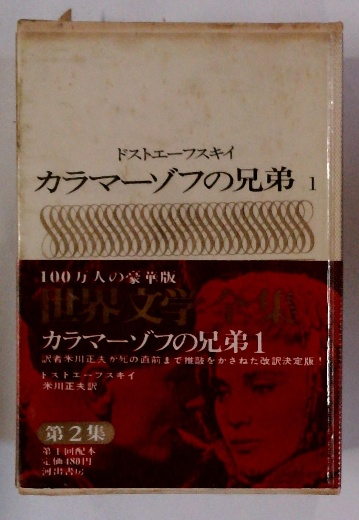 ドストエーフスキイ
カラマーゾフの兄弟 1
100万人の豪華版
世界文学全集
カラマーゾフの兄弟1
訳者米川正夫が死の直前まで推敲をかさねた改訳決定版!
ドストエーフスキイ
米川正夫訳
第2集
第1回配本
定価480円
河出書房